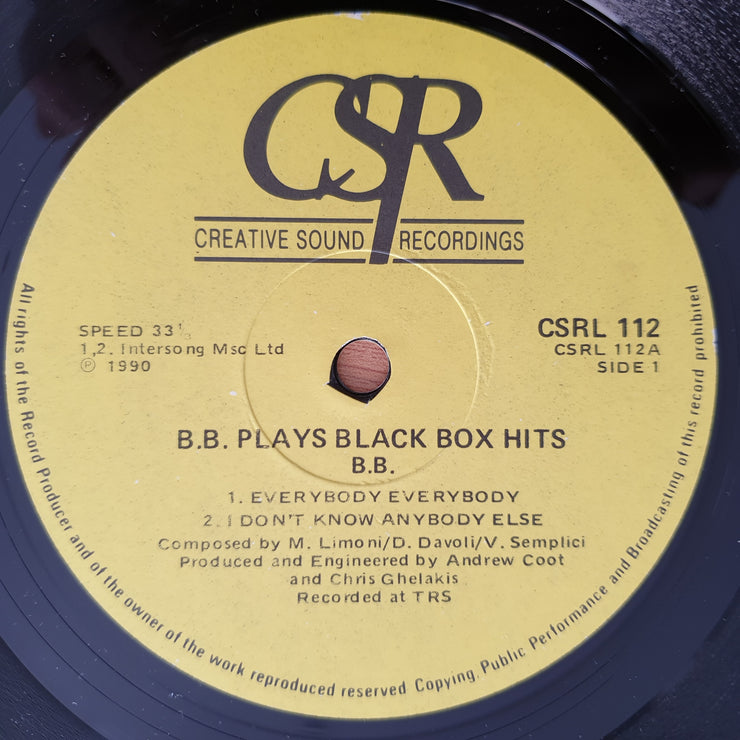 CSR
CREATIVE SOUND RECORDINGS
SPEED 33⅓
1,2. Intersong Msc Ltd
℗ 1990
CSRL 112
CSRL 112A
SIDE 1
B.B. PLAYS BLACK BOX HITS
B.B.
1. EVERYBODY EVERYBODY
2. I DON'T KNOW ANYBODY ELSE
Composed by M. Limoni/D. Davoli/V. Semplici
Produced and Engineered by Andrew Coot
and Chris Ghelakis
Recorded at TRS
All rights of the Record Producer and of the owner of the work reproduced reserved Copying, Public Performance and Broadcasting of this record prohibited